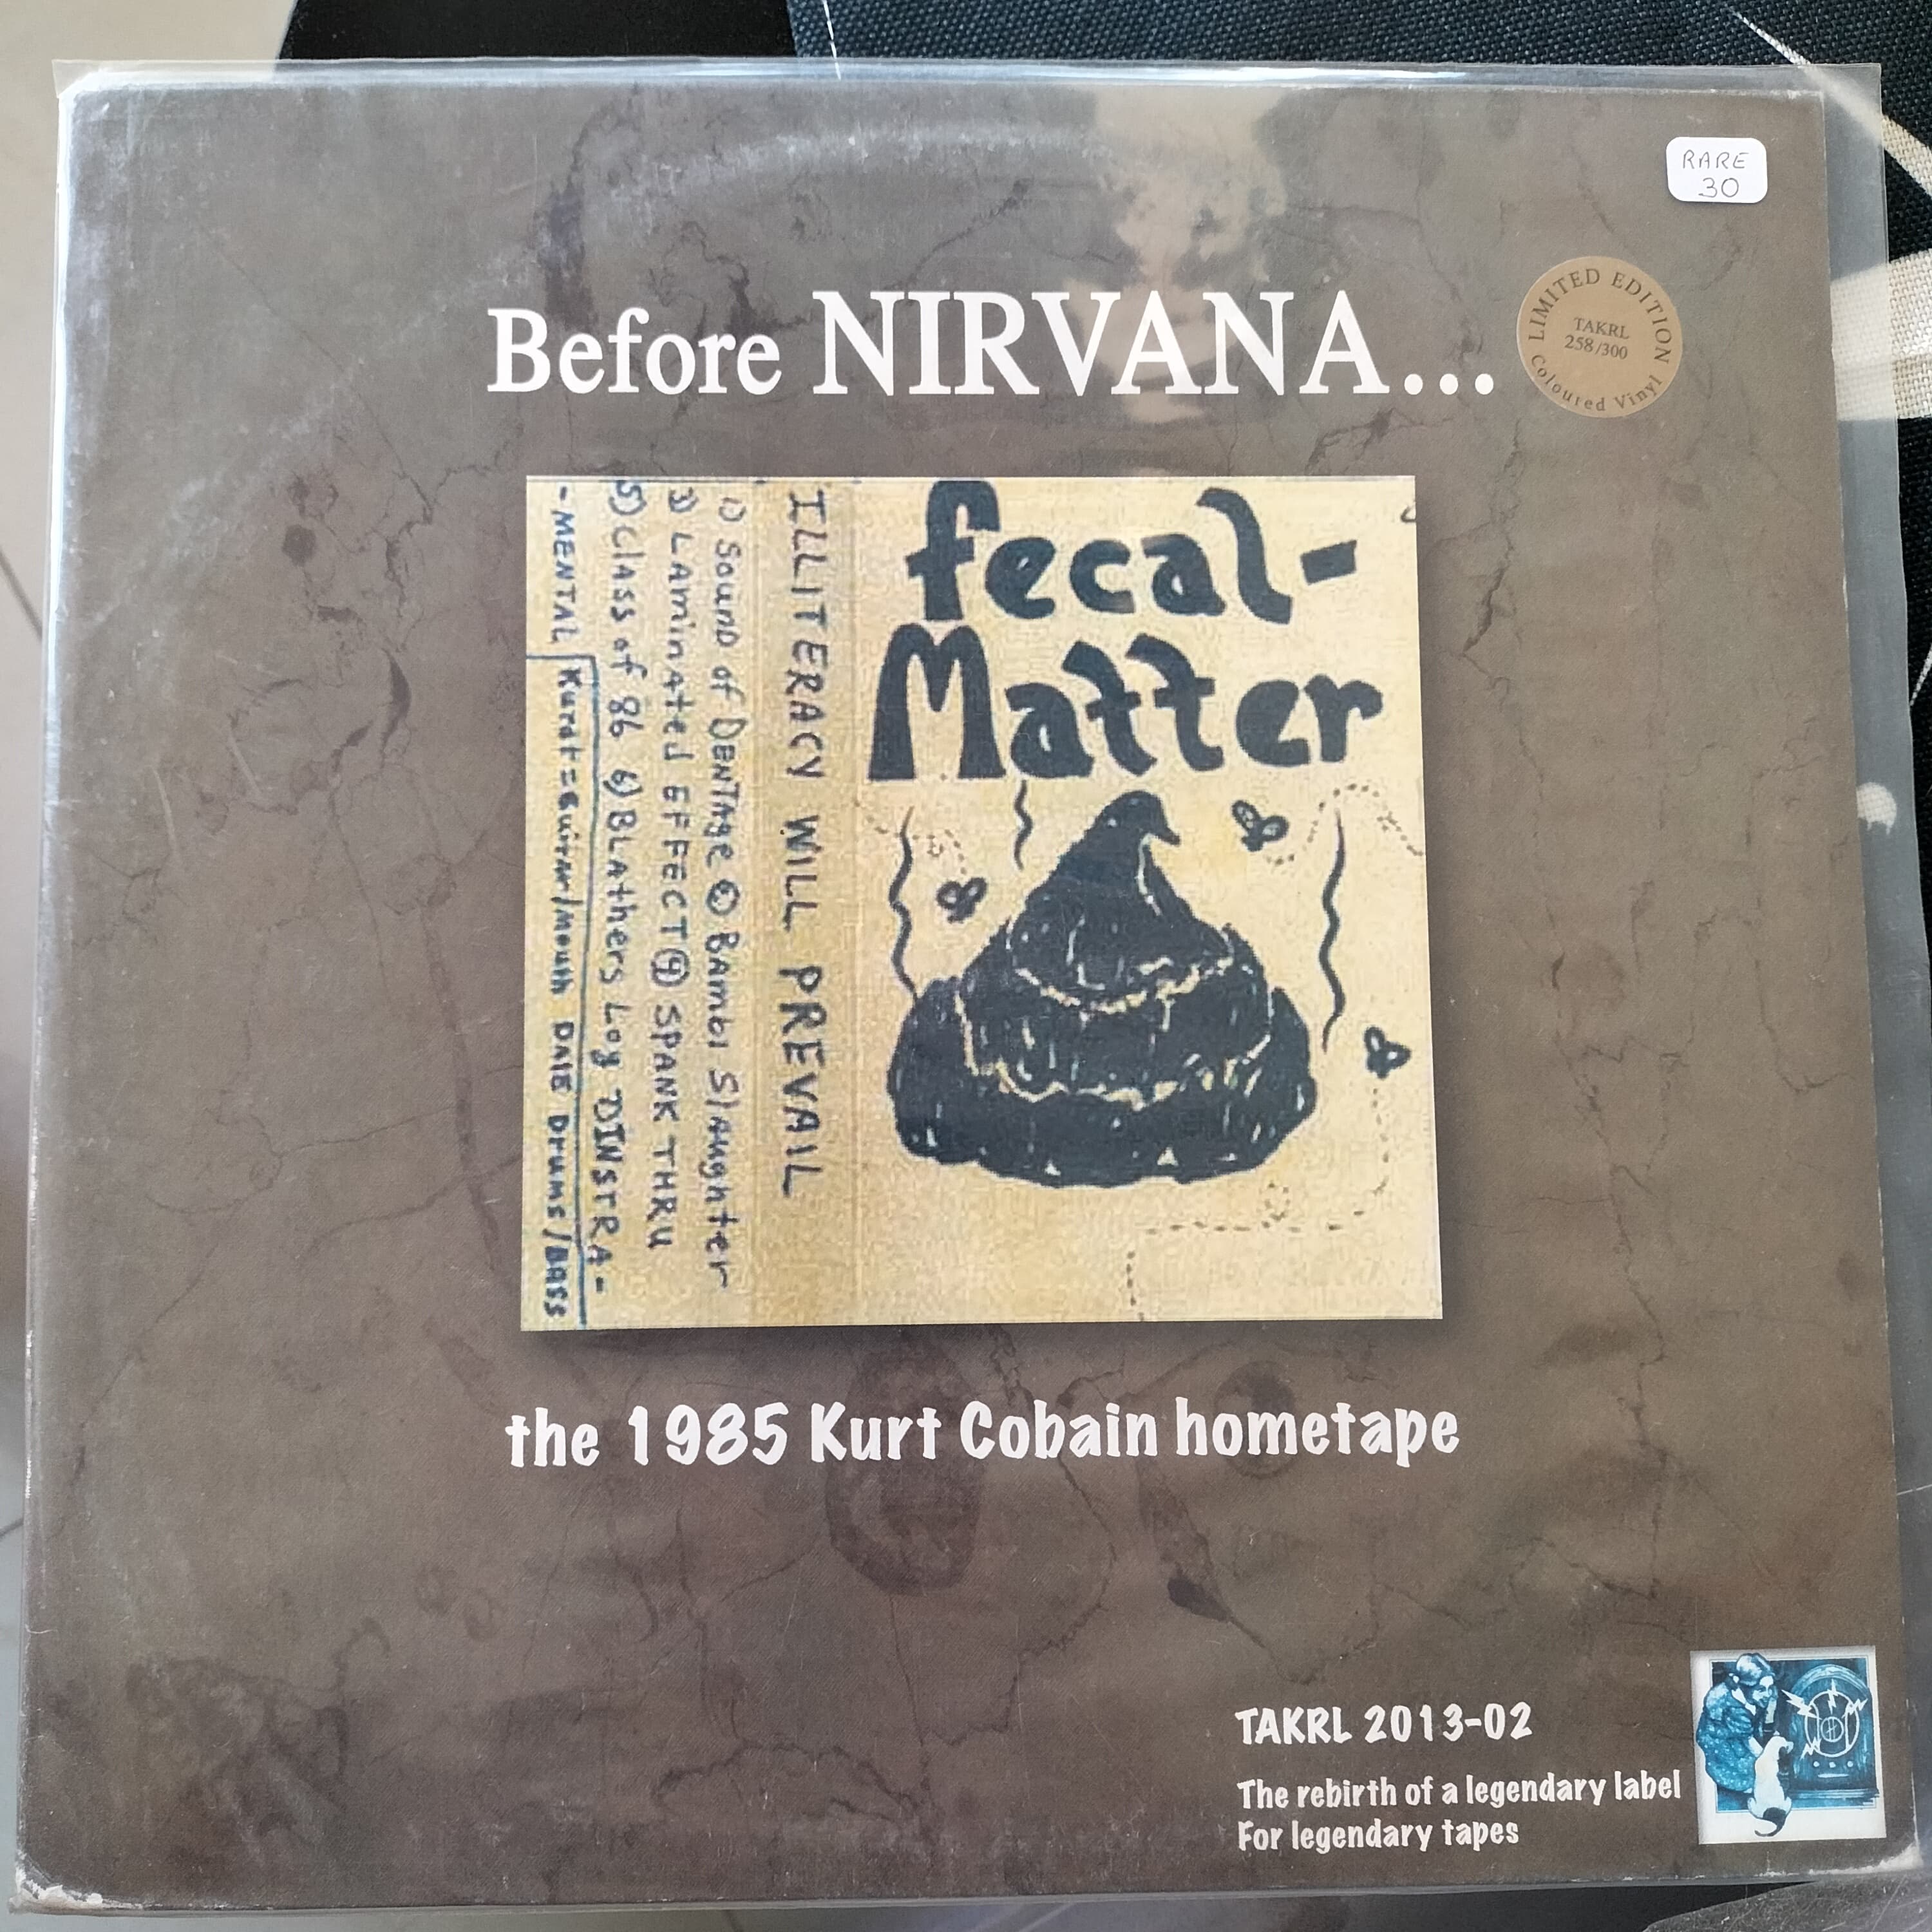 RARE
30
LIMITED EDITION
TAKRL
258/300
Coloured Vinyl
Before NIRVANA...
fecal-
Matter
ILLITERACY WILL PREVAIL
1) Sound of Dentage 2) Bambi Slaughter
3) Laminated EFFECT 4) SPANK THRU
5) Class of 86 6) BLathers Log DINSTRA-
-MENTAL
Kurdt=Guitar/mouth DALE Drums/BASS
the 1985 Kurt Cobain hometape
TAKRL 2013-02
The rebirth of a legendary label
For legendary tapes